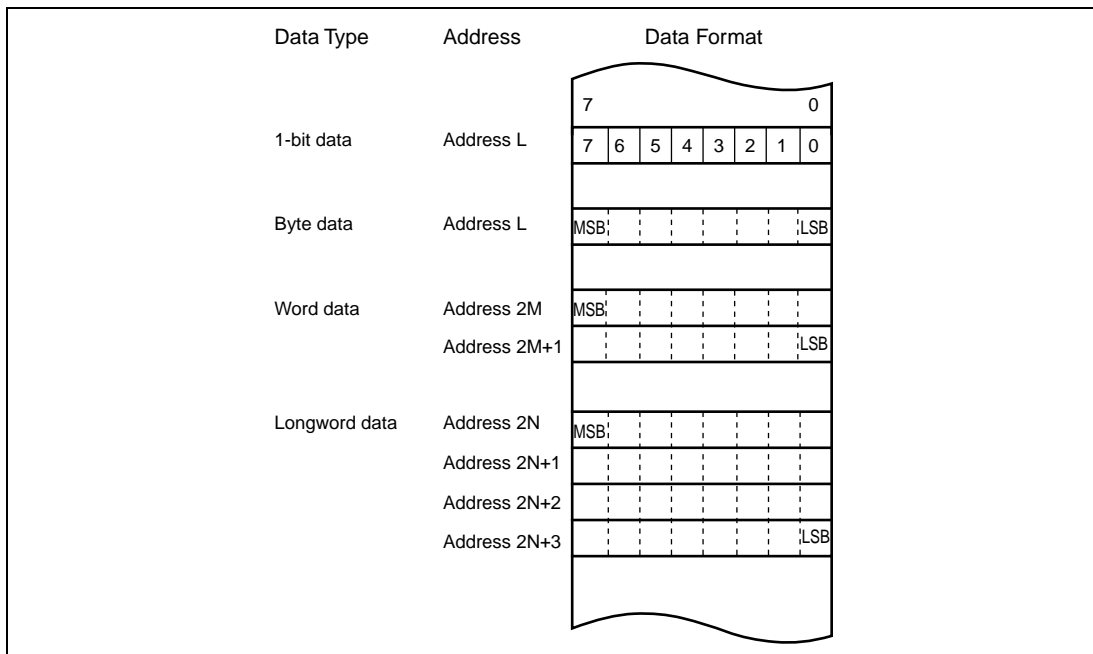 Data Type Address Data Format
7 0
1-bit data Address L 7 6 5 4 3 2 1 0
Byte data Address L MSB LSB
Word data Address 2M MSB
Address 2M+1 LSB
Longword data Address 2N MSB
Address 2N+1
Address 2N+2
Address 2N+3 LSB